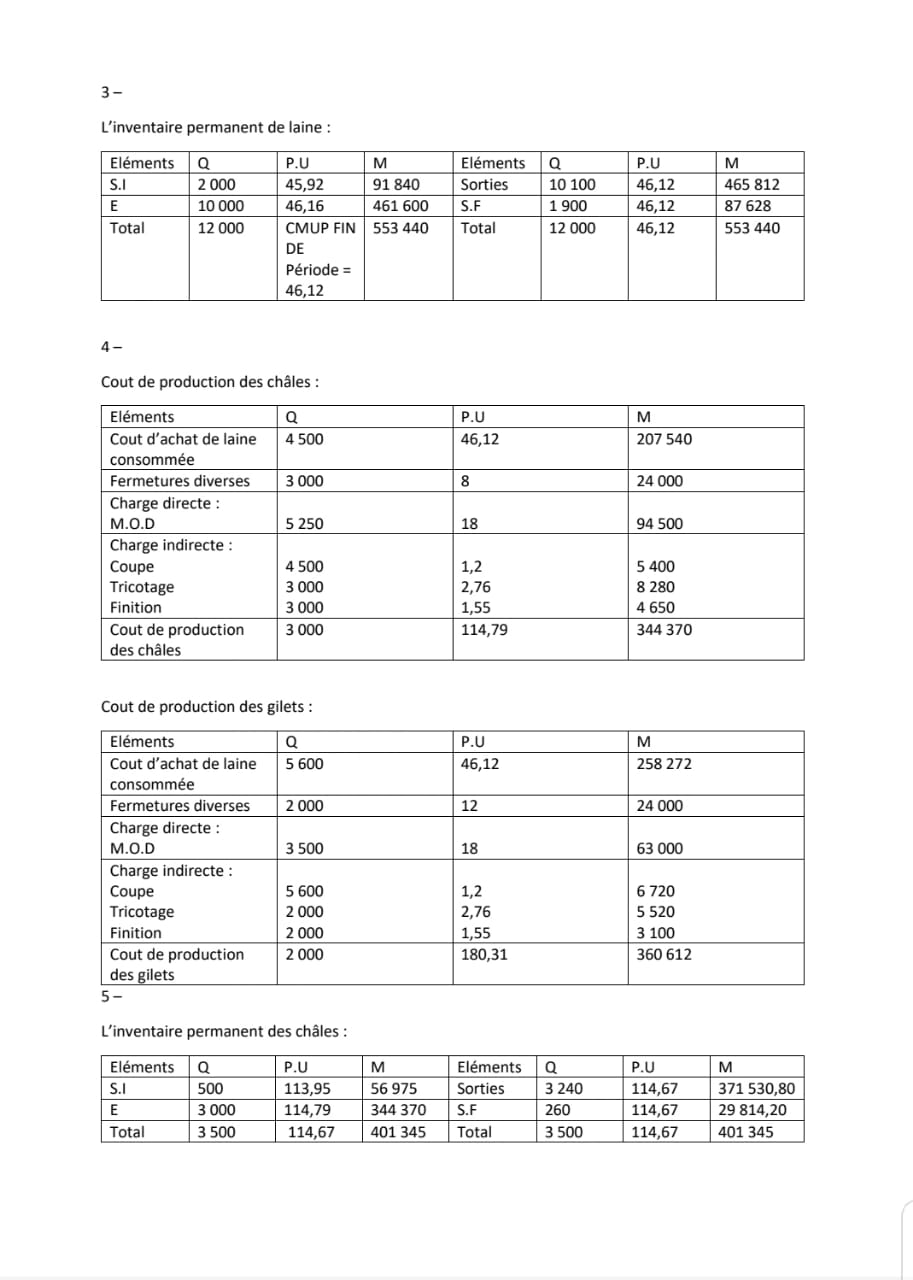 3 –
L'inventaire permanent de laine :
Eléments Q P.U M Eléments Q P.U M
S.I 2 000 45,92 91 840 Sorties 10 100 46,12 465 812
E 10 000 46,16 461 600 S.F 1 900 46,12 87 628
Total 12 000 CMUP FIN 553 440 Total 12 000 46,12 553 440
DE
Période =
46,12
4 –
Cout de production des châles :
Eléments Q P.U M
Cout d'achat de laine 4 500 46,12 207 540
consommée
Fermetures diverses 3 000 8 24 000
Charge directe :
M.O.D 5 250 18 94 500
Charge indirecte :
Coupe 4 500 1,2 5 400
Tricotage 3 000 2,76 8 280
Finition 3 000 1,55 4 650
Cout de production 3 000 114,79 344 370
des châles
Cout de production des gilets :
Eléments Q P.U M
Cout d'achat de laine 5 600 46,12 258 272
consommée
Fermetures diverses 2 000 12 24 000
Charge directe :
M.O.D 3 500 18 63 000
Charge indirecte :
Coupe 5 600 1,2 6 720
Tricotage 2 000 2,76 5 520
Finition 2 000 1,55 3 100
Cout de production 2 000 180,31 360 612
des gilets
5 –
L'inventaire permanent des châles :
Eléments Q P.U M Eléments Q P.U M
S.I 500 113,95 56 975 Sorties 3 240 114,67 371 530,80
E 3 000 114,79 344 370 S.F 260 114,67 29 814,20
Total 3 500 114,67 401 345 Total 3 500 114,67 401 345